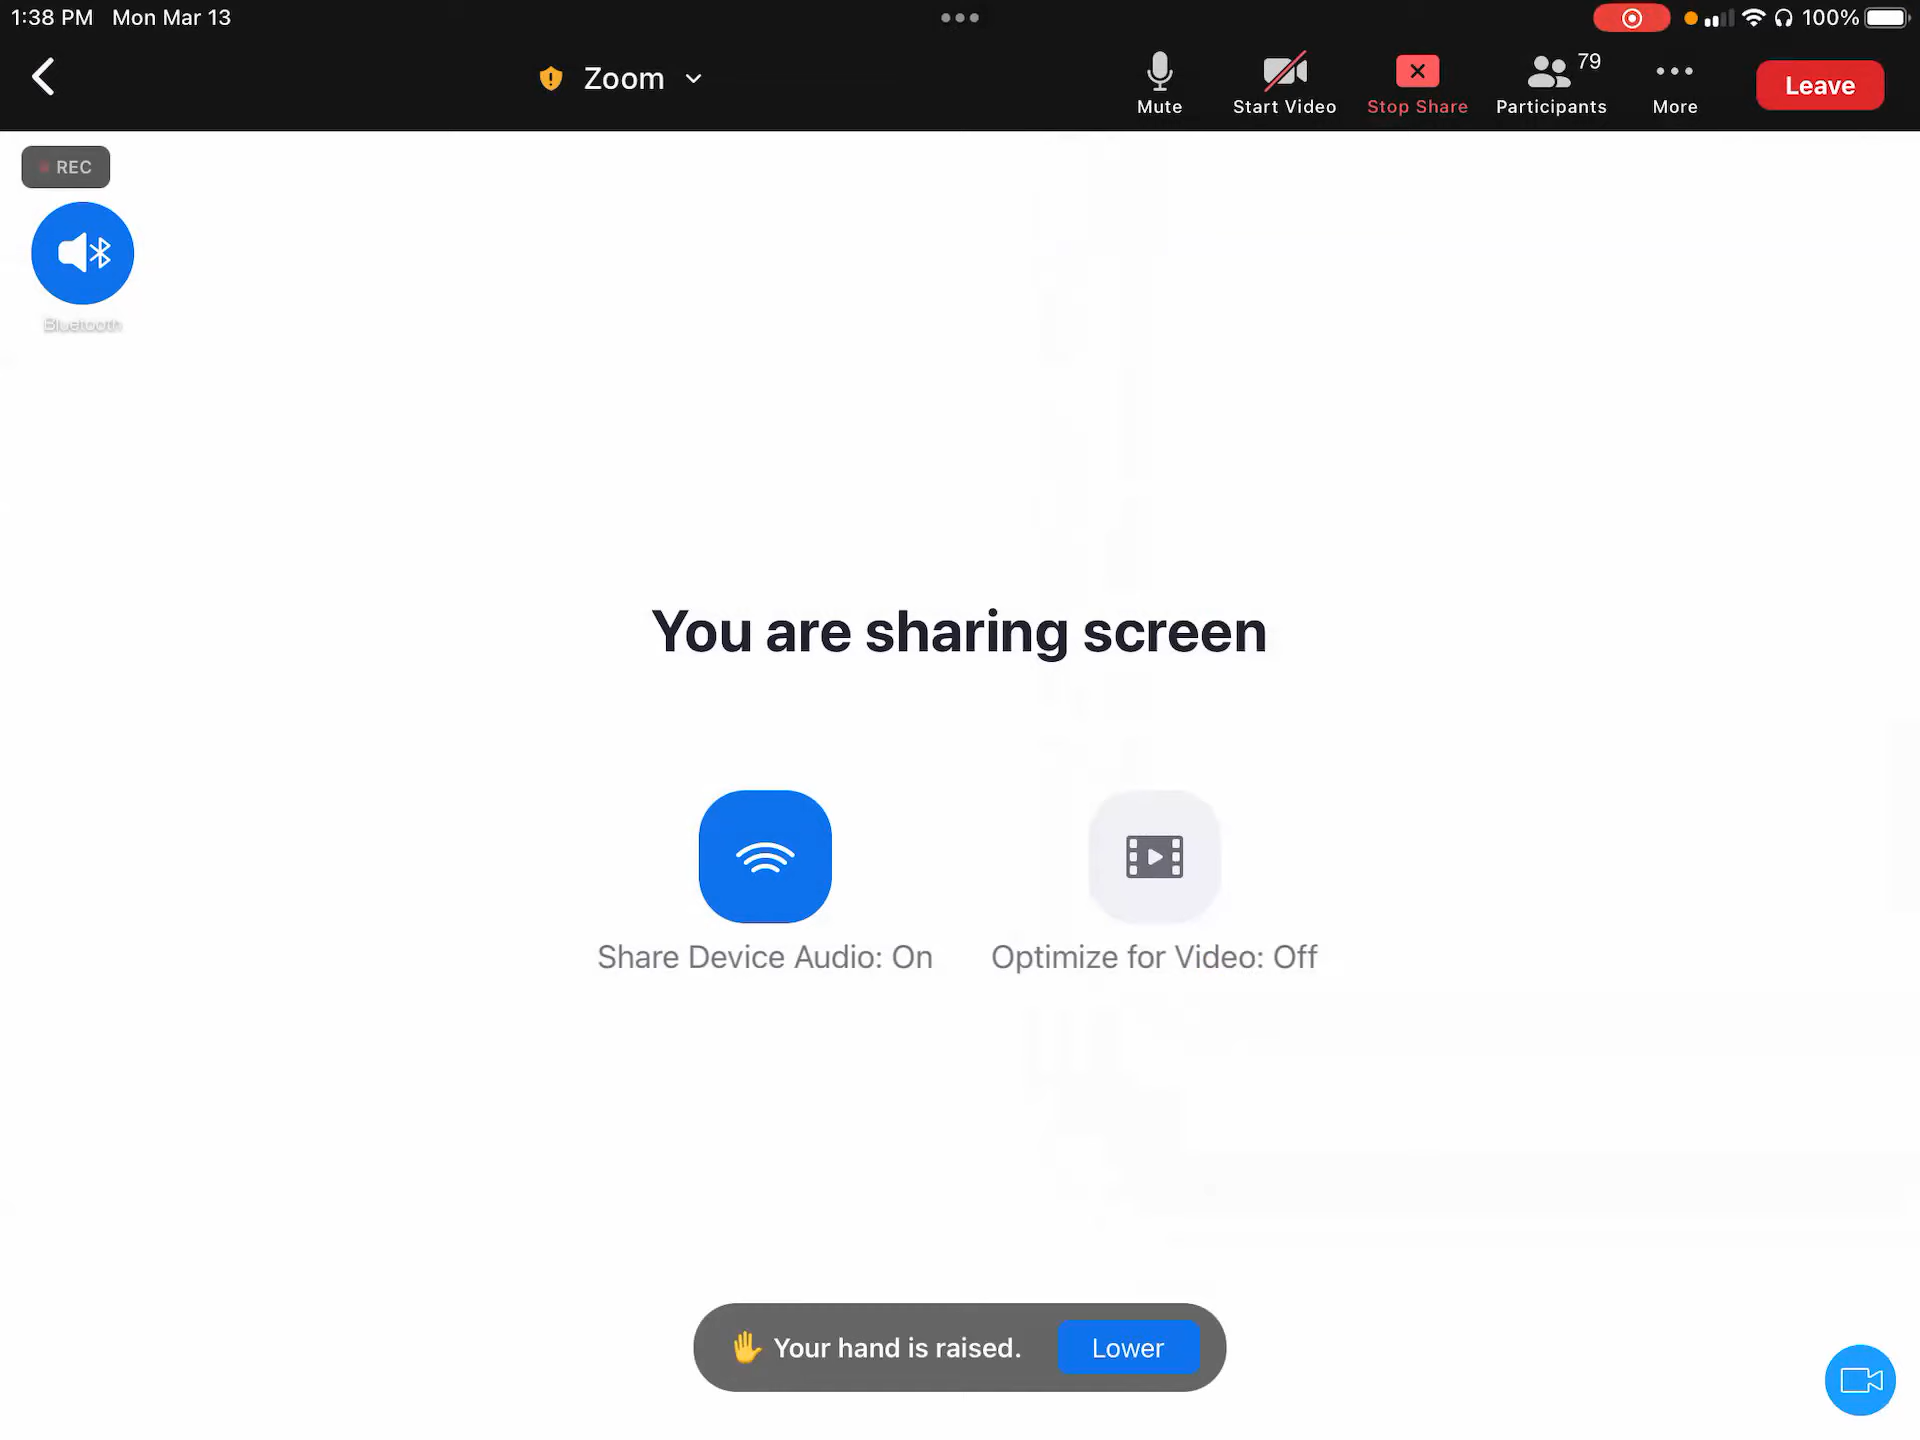 1:38 PM Mon Mar 13
100%
Zoom
79
Mute Start Video Stop Share Participants More Leave
REC
Bluetooth
You are sharing screen
Share Device Audio: On Optimize for Video: Off
Your hand is raised. Lower